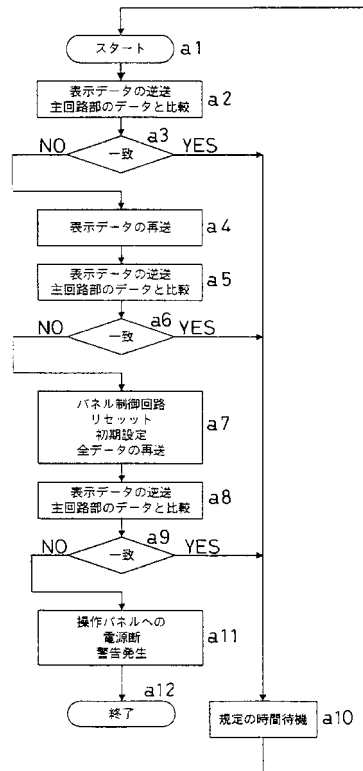 スタート a1
表示データの逆送
主回路部のデータと比較 a2
a3
NO 一致 YES
表示データの再送 a4
表示データの逆送
主回路部のデータと比較 a5
NO 一致 a6 YES
パネル制御回路
リセェット
初期設定
全データの再送
a7
表示データの逆送
主回路部のデータと比較 a8
NO 一致 a9 YES
操作パネルへの
電源断
警告発生
a11
a12
終了
規定の時間待機 a10